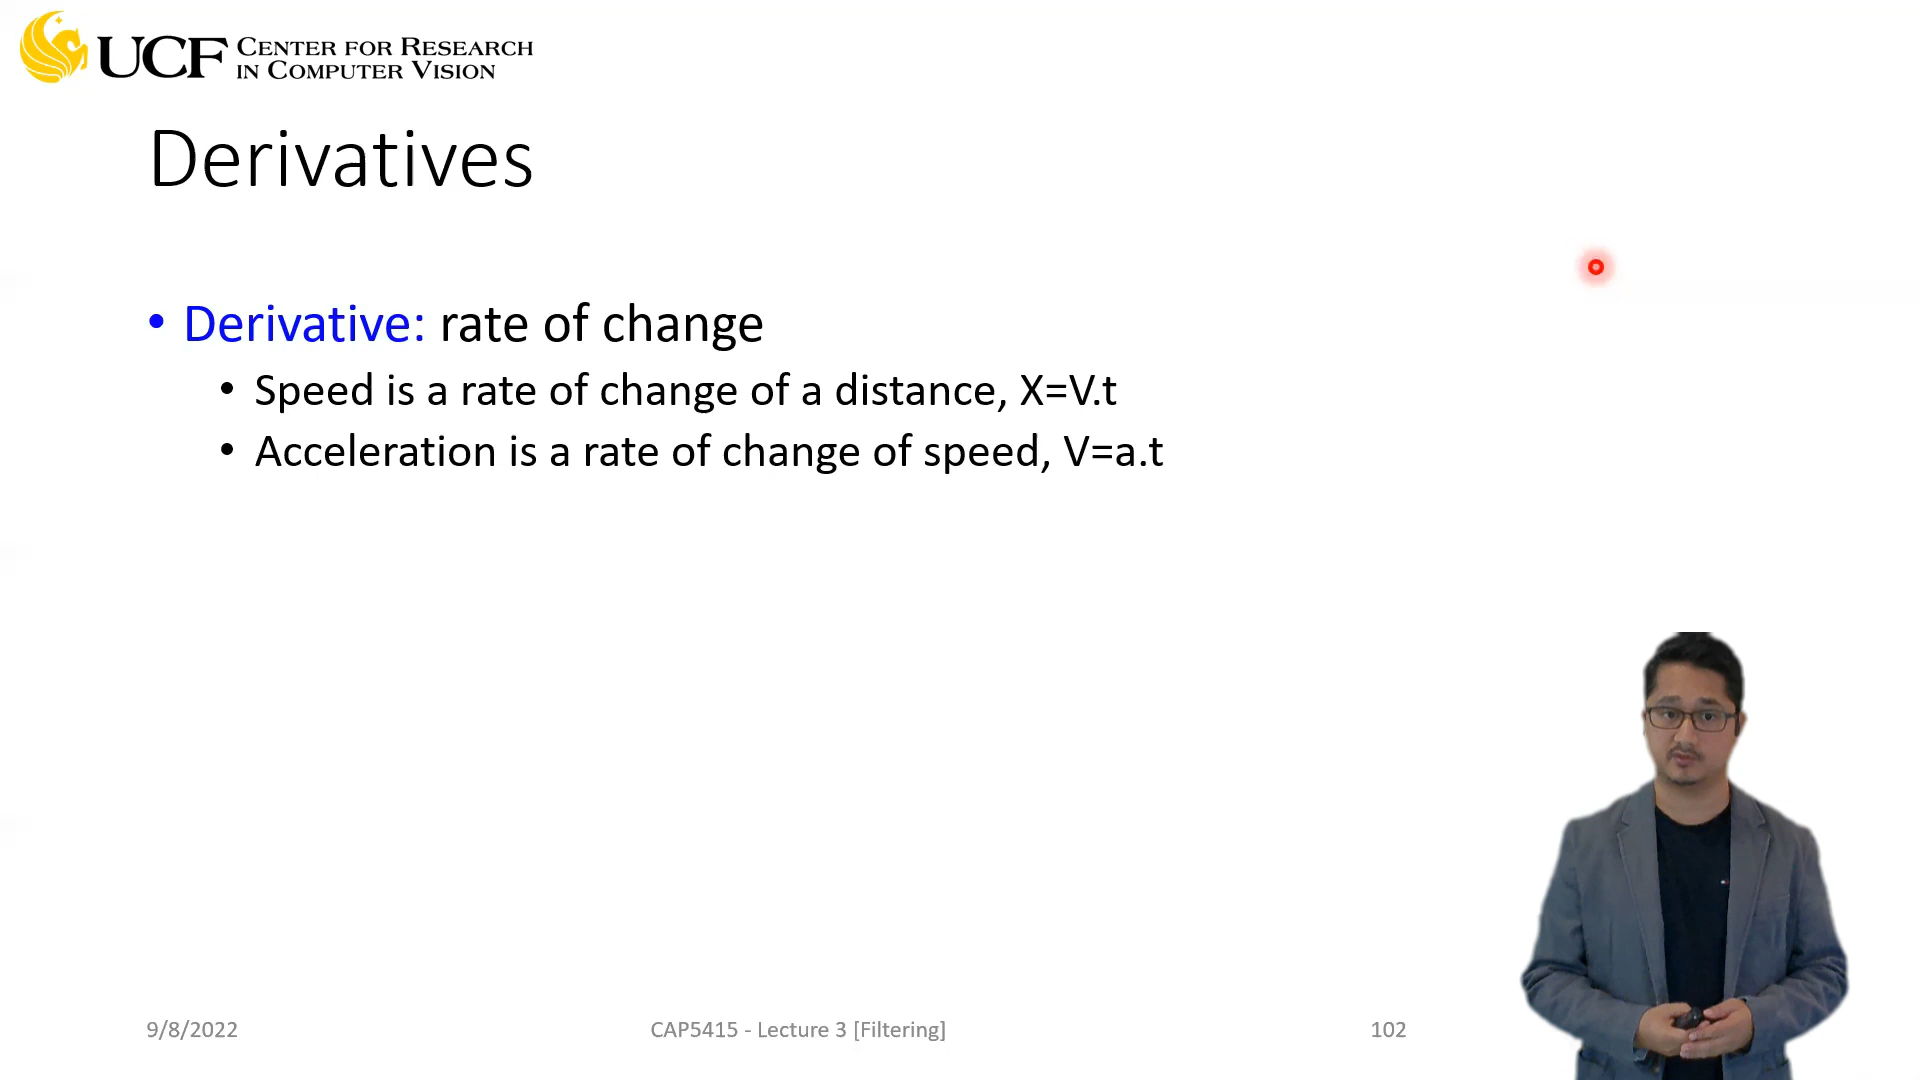 UCF CENTER FOR RESEARCH
IN COMPUTER VISION
Derivatives
• Derivative: rate of change
• Speed is a rate of change of a distance, X=V.t
• Acceleration is a rate of change of speed, V=a.t
9/8/2022
CAP5415 - Lecture 3 [Filtering]
102